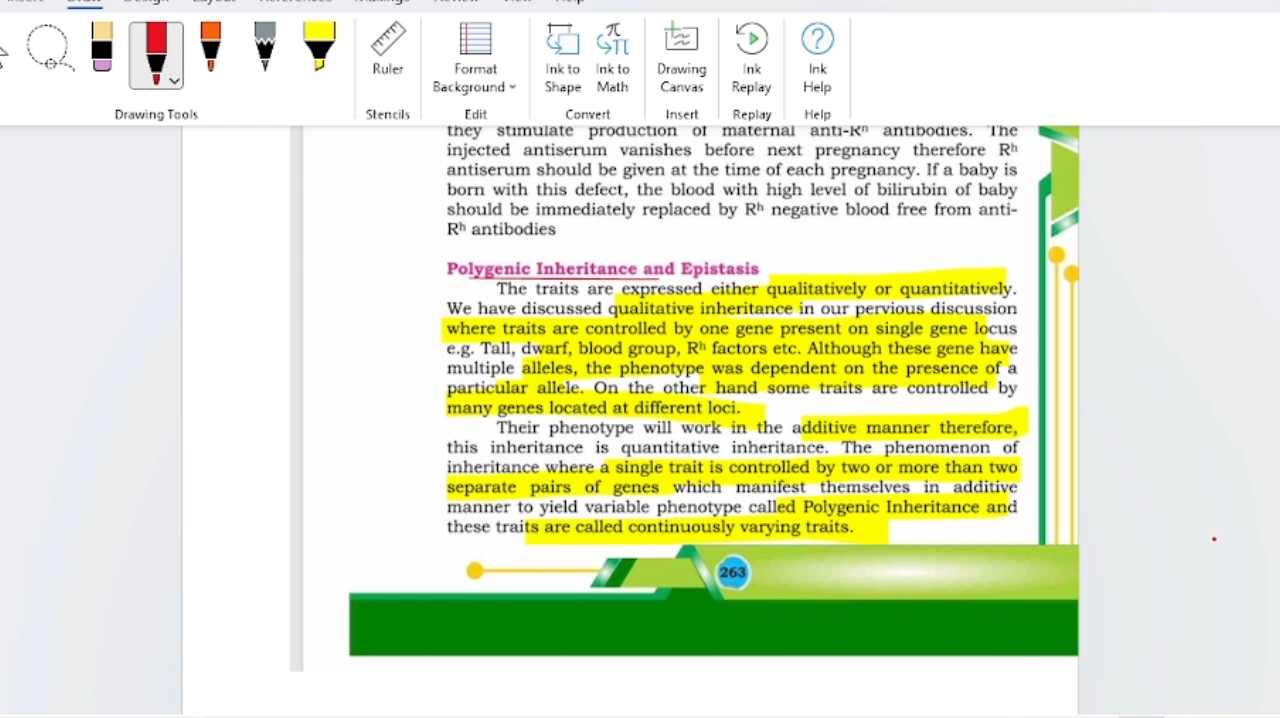 Draw
Ruler
Format
Background
Ink to
Shape
Ink to
Math
Drawing
Canvas
Ink
Replay
Ink
Help
Drawing Tools
Stencils
Edit
Convert
Insert
Replay
Help
they stimulate production of maternal anti-Rʰ antibodies. The
injected antiserum vanishes before next pregnancy therefore Rʰ
antiserum should be given at the time of each pregnancy. If a baby is
born with this defect, the blood with high level of bilirubin of baby
should be immediately replaced by Rʰ negative blood free from anti-
Rʰ antibodies
Polygenic Inheritance and Epistasis
The traits are expressed either qualitatively or quantitatively.
We have discussed qualitative inheritance in our pervious discussion
where traits are controlled by one gene present on single gene locus
e.g. Tall, dwarf, blood group, Rʰ factors etc. Although these gene have
multiple alleles, the phenotype was dependent on the presence of a
particular allele. On the other hand some traits are controlled by
many genes located at different loci.
Their phenotype will work in the additive manner therefore,
this inheritance is quantitative inheritance. The phenomenon of
inheritance where a single trait is controlled by two or more than two
separate pairs of genes which manifest themselves in additive
manner to yield variable phenotype called Polygenic Inheritance and
these traits are called continuously varying traits.
263